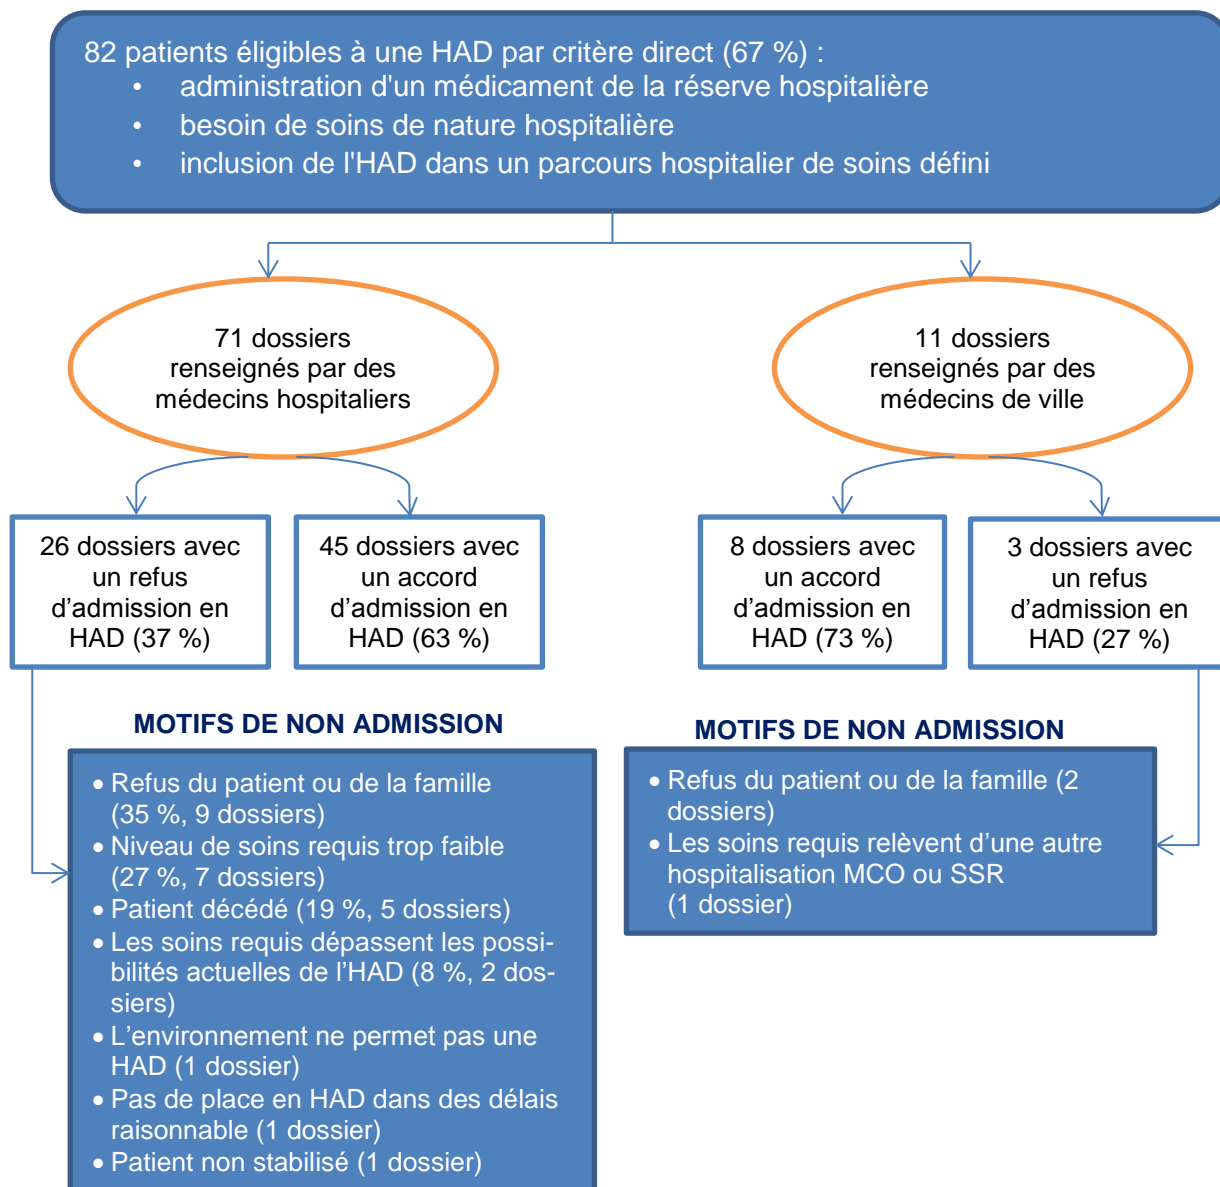 82 patients éligibles à une HAD par critère direct (67 %) :
• administration d'un médicament de la réserve hospitalière
• besoin de soins de nature hospitalière
• inclusion de l'HAD dans un parcours hospitalier de soins défini
71 dossiers
renseignés par des
médecins hospitaliers
11 dossiers
renseignés par des
médecins de ville
26 dossiers avec
un refus
d’admission en
HAD (37 %)
45 dossiers avec
un accord
d’admission en
HAD (63 %)
8 dossiers avec
un accord
d’admission en
HAD (73 %)
3 dossiers avec
un refus
d’admission en
HAD (27 %)
MOTIFS DE NON ADMISSION
• Refus du patient ou de la famille
(35 %, 9 dossiers)
• Niveau de soins requis trop faible
(27 %, 7 dossiers)
• Patient décédé (19 %, 5 dossiers)
• Les soins requis dépassent les possi-
bilités actuelles de l’HAD (8 %, 2 dos-
siers)
• L’environnement ne permet pas une
HAD (1 dossier)
• Pas de place en HAD dans des délais
raisonnable (1 dossier)
• Patient non stabilisé (1 dossier)
MOTIFS DE NON ADMISSION
• Refus du patient ou de la famille (2
dossiers)
• Les soins requis relèvent d’une autre
hospitalisation MCO ou SSR
(1 dossier)